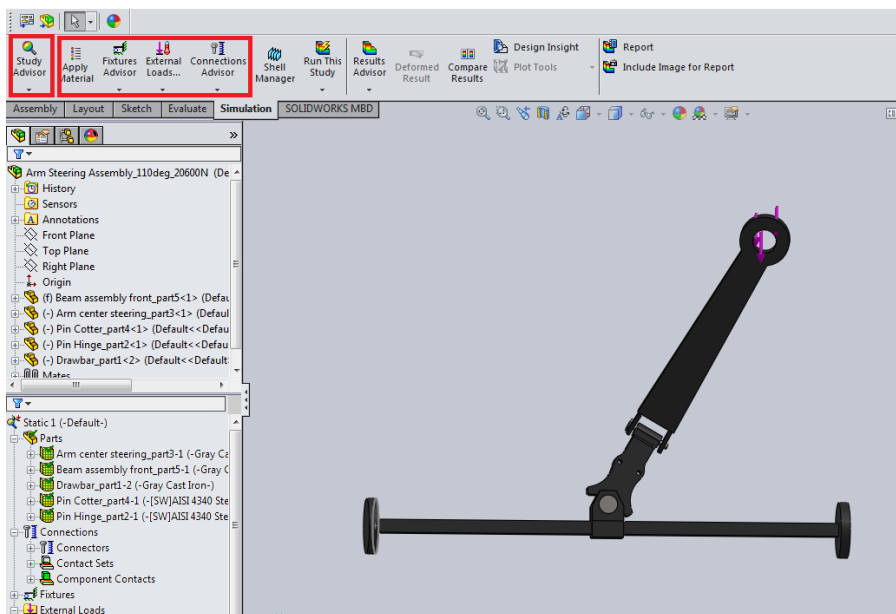 Study Advisor
Apply Material
Fixtures Advisor
External Loads...
Connections Advisor
Shell Manager
Run This Study
Results Advisor
Deformed Result
Compare Results
Design Insight
Plot Tools
Report
Include Image for Report
Assembly Layout Sketch Evaluate Simulation SOLIDWORKS MBD
»
Arm Steering Assembly_110deg_20600N (De
History
Sensors
A Annotations
Front Plane
Top Plane
Right Plane
Origin
(f) Beam assembly front_part5<1> (Defau
(-) Arm center steering_part3<1> (Defaul
(-) Pin Cotter_part4<1> (Default<<Defau
(-) Pin Hinge_part2<1> (Default<<Defau
(-) Drawbar_part1<2> (Default<<Default
Mates
Static 1 (-Default-)
Parts
Arm center steering_part3-1 (-Gray Ca
Beam assembly front_part5-1 (-Gray C
Drawbar_part1-2 (-Gray Cast Iron-)
Pin Cotter_part4-1 (-[SW]AISI 4340 Ste
Pin Hinge_part2-1 (-[SW]AISI 4340 Ste
Connections
Connectors
Contact Sets
Component Contacts
Fixtures
External Loads